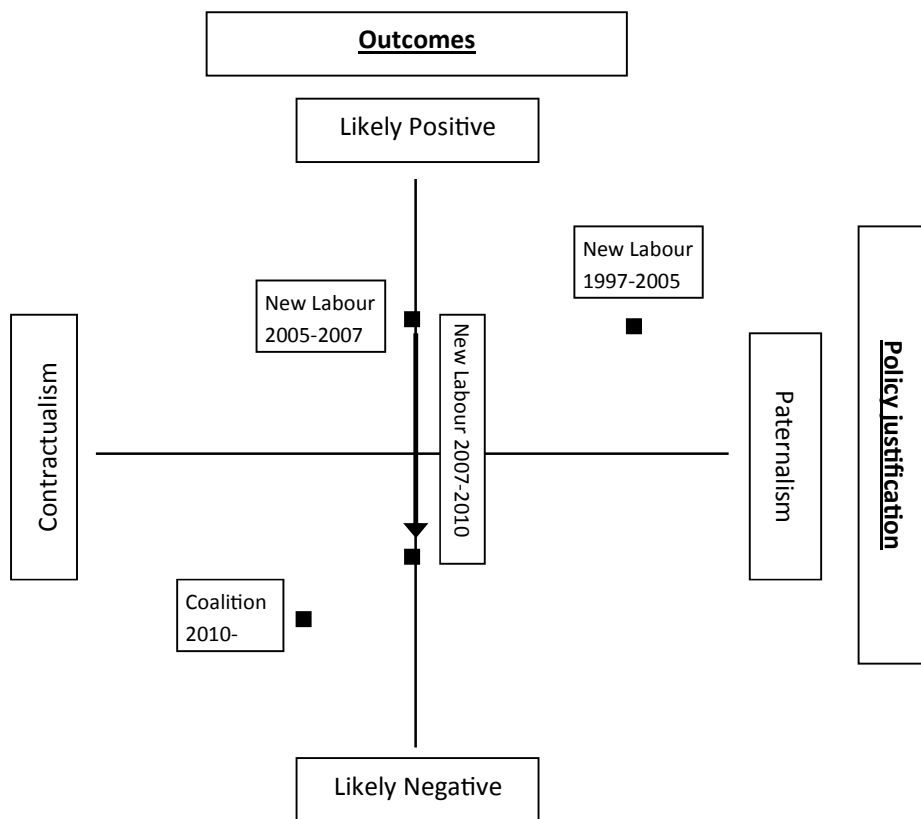 Outcomes
Likely Positive
New Labour
1997-2005
New Labour
2005-2007
New Labour 2007-2010
Contractualism
Paternalism
Policy justification
Coalition
2010-
Likely Negative